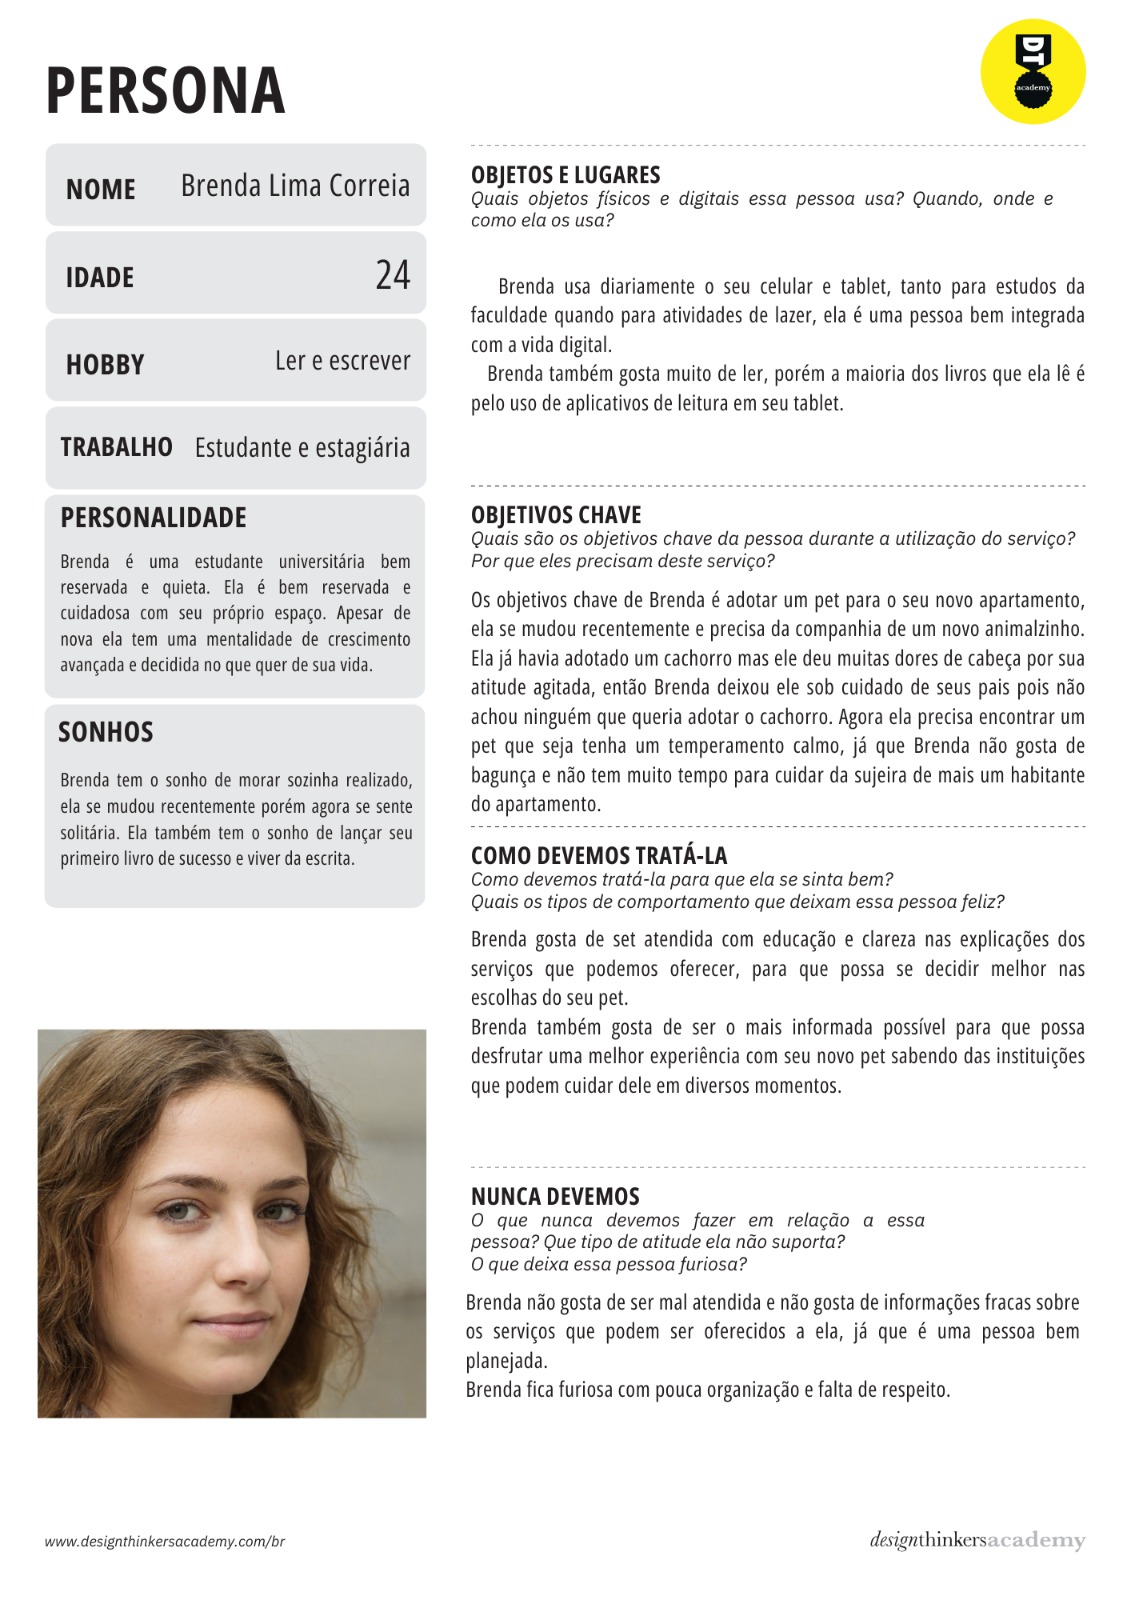 PERSONA
DT
academy
NOME Brenda Lima Correia
IDADE 24
HOBBY Ler e escrever
TRABALHO Estudante e estagiária
PERSONALIDADE
Brenda é uma estudante universitária bem
reservada e quieta. Ela é bem reservada e
cuidadosa com seu próprio espaço. Apesar de
nova ela tem uma mentalidade de crescimento
avançada e decidida no que quer de sua vida.
SONHOS
Brenda tem o sonho de morar sozinha realizado,
ela se mudou recentemente porém agora se sente
solitária. Ela também tem o sonho de lançar seu
primeiro livro de sucesso e viver da escrita.
OBJETOS E LUGARES
Quais objetos físicos e digitais essa pessoa usa? Quando, onde e
como ela os usa?
Brenda usa diariamente o seu celular e tablet, tanto para estudos da
faculdade quando para atividades de lazer, ela é uma pessoa bem integrada
com a vida digital.
Brenda também gosta muito de ler, porém a maioria dos livros que ela lê é
pelo uso de aplicativos de leitura em seu tablet.
OBJETIVOS CHAVE
Quais são os objetivos chave da pessoa durante a utilização do serviço?
Por que eles precisam deste serviço?
Os objetivos chave de Brenda é adotar um pet para o seu novo apartamento,
ela se mudou recentemente e precisa da companhia de um novo animalzinho.
Ela já havia adotado um cachorro mas ele deu muitas dores de cabeça por sua
atitude agitada, então Brenda deixou ele sob cuidado de seus pais pois não
achou ninguém que queria adotar o cachorro. Agora ela precisa encontrar um
pet que seja tenha um temperamento calmo, já que Brenda não gosta de
bagunça e não tem muito tempo para cuidar da sujeira de mais um habitante
do apartamento.
COMO DEVEMOS TRATÁ-LA
Como devemos tratá-la para que ela se sinta bem?
Quais os tipos de comportamento que deixam essa pessoa feliz?
Brenda gosta de set atendida com educação e clareza nas explicações dos
serviços que podemos oferecer, para que possa se decidir melhor nas
escolhas do seu pet.
Brenda também gosta de ser o mais informada possível para que possa
desfrutar uma melhor experiência com seu novo pet sabendo das instituições
que podem cuidar dele em diversos momentos.
NUNCA DEVEMOS
O que nunca devemos fazer em relação a essa
pessoa? Que tipo de atitude ela não suporta?
O que deixa essa pessoa furiosa?
Brenda não gosta de ser mal atendida e não gosta de informações fracas sobre
os serviços que podem ser oferecidos a ela, já que é uma pessoa bem
planejada.
Brenda fica furiosa com pouca organização e falta de respeito.
www.designthinkersacademy.com/br
designthinkersacademy